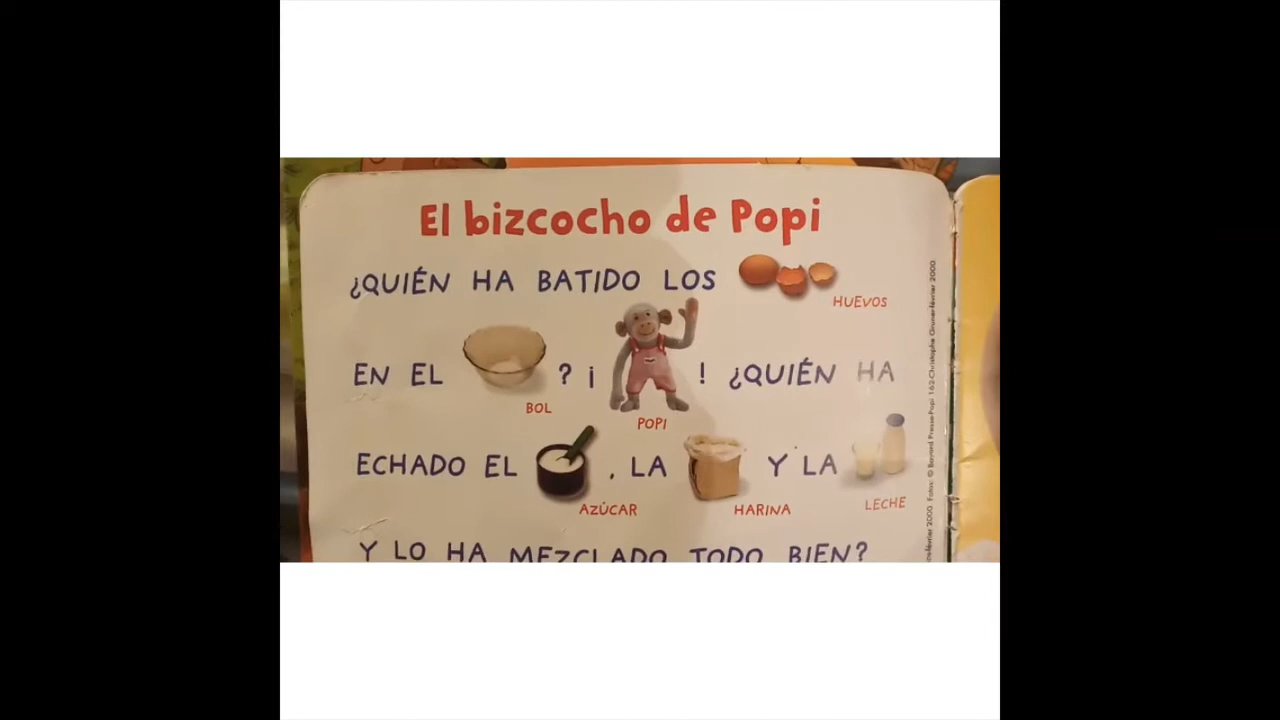 El bizcocho de Popi
¿QUIÉN HA BATIDO LOS
HUEVOS
EN EL ? ¡ ! ¿QUIÉN HA
BOL
POPI
ECHADO EL , LA Y LA
AZÚCAR
HARINA
LECHE
Y LO HA MEZCLADO TODO BIEN?